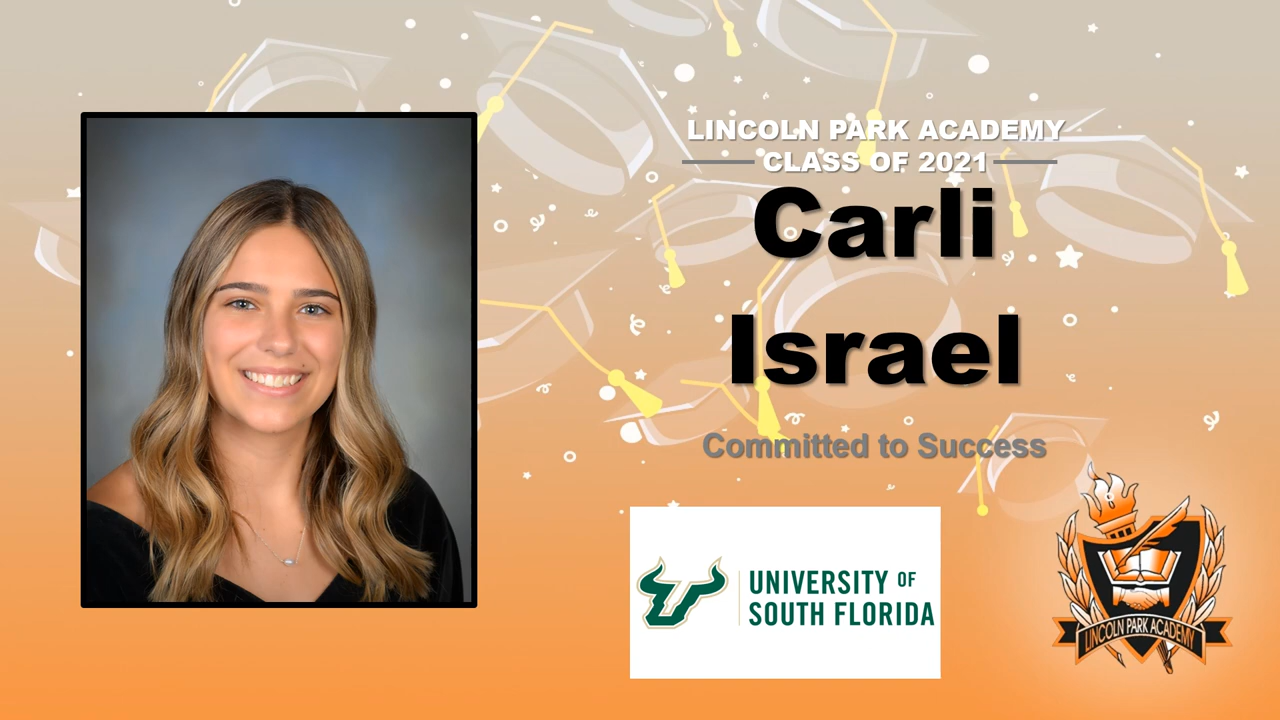 LINCOLN PARK ACADEMY
CLASS OF 2021
Carli
Israel
Committed to Success
UNIVERSITY OF
SOUTH FLORIDA
LINCOLN PARK ACADEMY